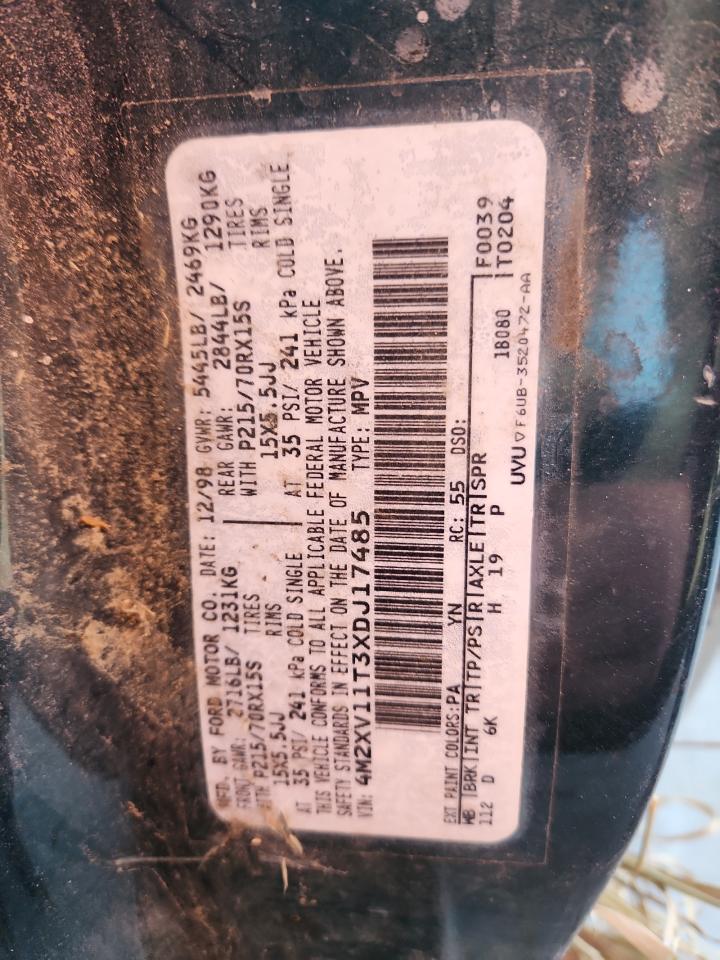 MFD. BY FORD MOTOR CO. DATE: 12/98 GVWR: 5445LB/ 2469KG
FRONT GAWR: 2716LB/ 1231KG REAR GAWR: 2844LB/ 1290KG
WITH P215/70RX15S TIRES WITH P215/70RX15S TIRES
15X5.5JJ RIMS 15X5.5JJ RIMS
AT 35 PSI/ 241 kPa COLD SINGLE AT 35 PSI/ 241 kPa COLD SINGLE
THIS VEHICLE CONFORMS TO ALL APPLICABLE FEDERAL MOTOR VEHICLE
SAFETY STANDARDS IN EFFECT ON THE DATE OF MANUFACTURE SHOWN ABOVE.
VIN: 4M2XV11T3XDJ17485 TYPE: MPV
F0039
T0204
EXT PAINT COLORS: PA YN RC: 55 DSO:
WB BRK INT TR TP/PS R AXLE TR SPR
112 D 6K H 19 P 1B080
UVU F6UB-3520472-AA